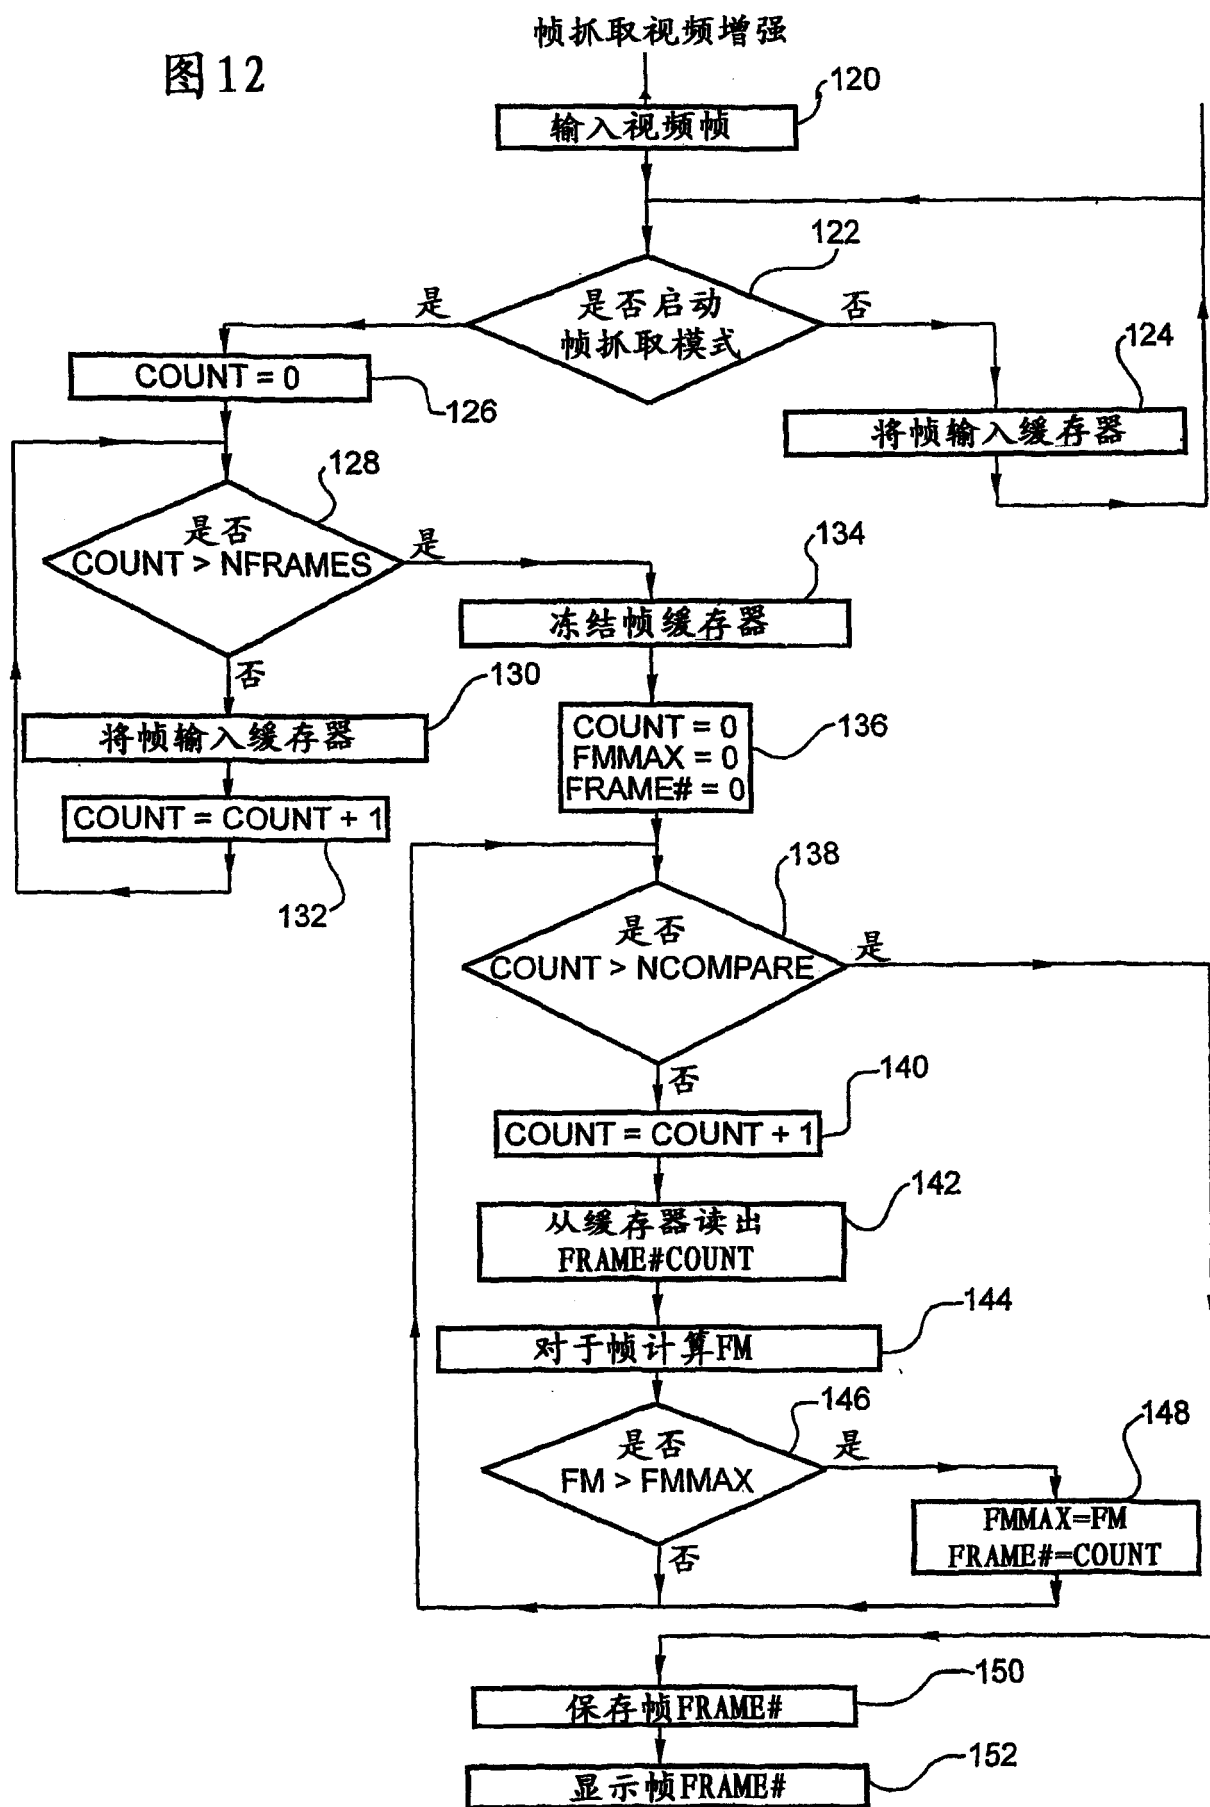 图12
帧抓取视频增强
120
输入视频帧
122
是否启动
帧抓取模式
是
否
124
将帧输入缓存器
COUNT = 0
126
128
是否
COUNT > NFRAMES
是
否
130
将帧输入缓存器
COUNT = COUNT + 1
132
134
冻结帧缓存器
COUNT = 0
FMMAX = 0
FRAME# = 0
136
138
是否
COUNT > NCOMPARE
是
否
140
COUNT = COUNT + 1
142
从缓存器读出
FRAME#COUNT
144
对于帧计算FM
146
是否
FM > FMMAX
是
否
148
FMMAX=FM
FRAME#=COUNT
150
保存帧FRAME#
152
显示帧FRAME#